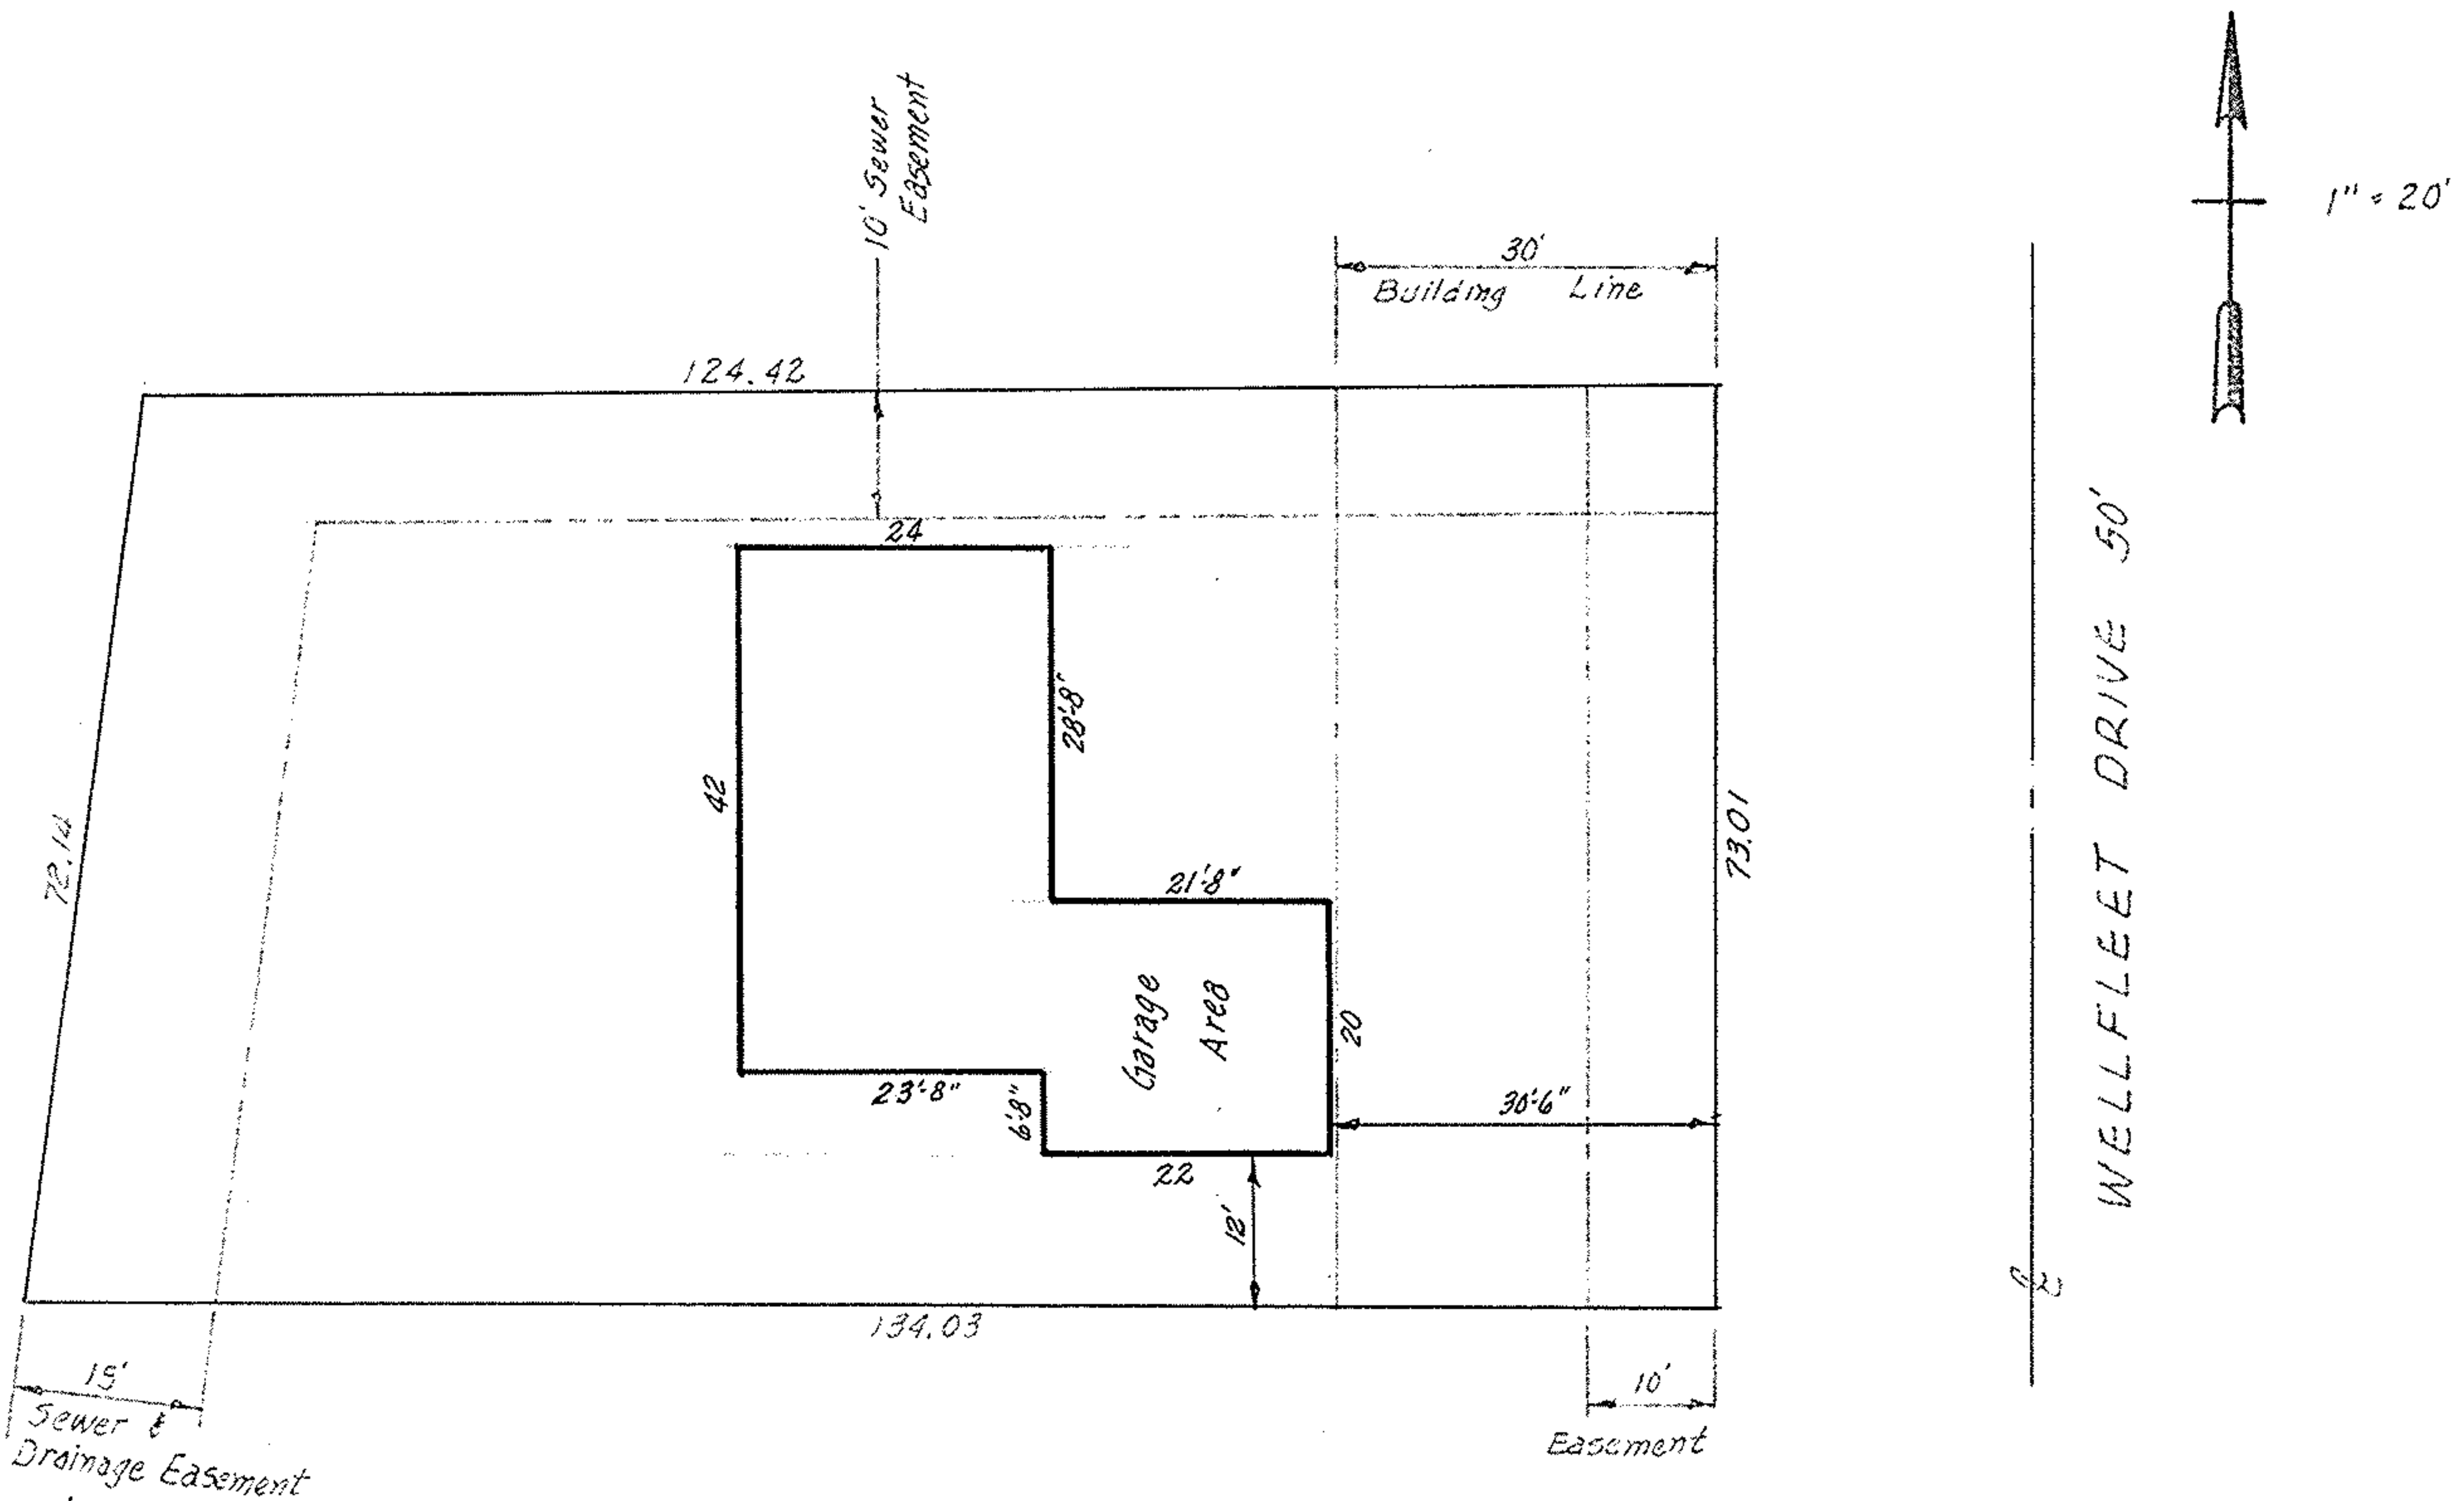 10' Sewer
Easement
1" = 20'
30'
Building Line
124.42
24
28'-8"
42
72.14
21'-8"
73.01
WELLFLEET DRIVE 50'
Garage
Area
20
23'-8"
6'-8"
30'-6"
22
12'
134.03
15'
Sewer &
Drainage Easement
10'
Easement